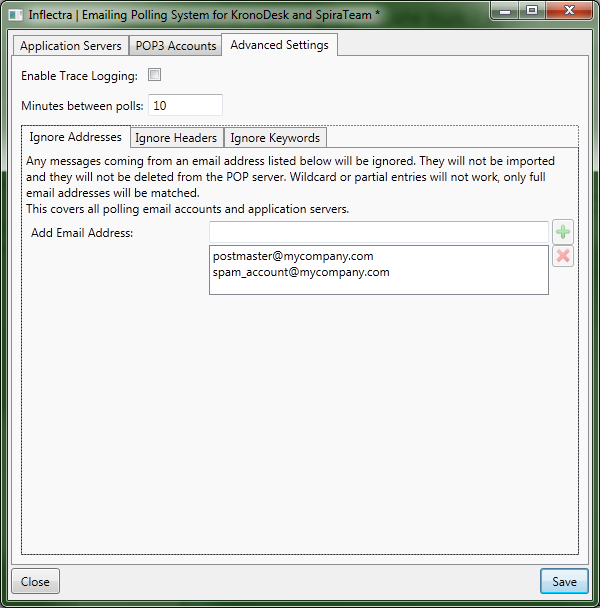 Inflectra | Emailing Polling System for KronoDesk and SpiraTeam *
Application Servers POP3 Accounts Advanced Settings
Enable Trace Logging:
Minutes between polls: 10
Ignore Addresses Ignore Headers Ignore Keywords
Any messages coming from an email address listed below will be ignored. They will not be imported
and they will not be deleted from the POP server. Wildcard or partial entries will not work, only full
email addresses will be matched.
This covers all polling email accounts and application servers.
Add Email Address:
postmaster@mycompany.com
spam_account@mycompany.com
Close Save